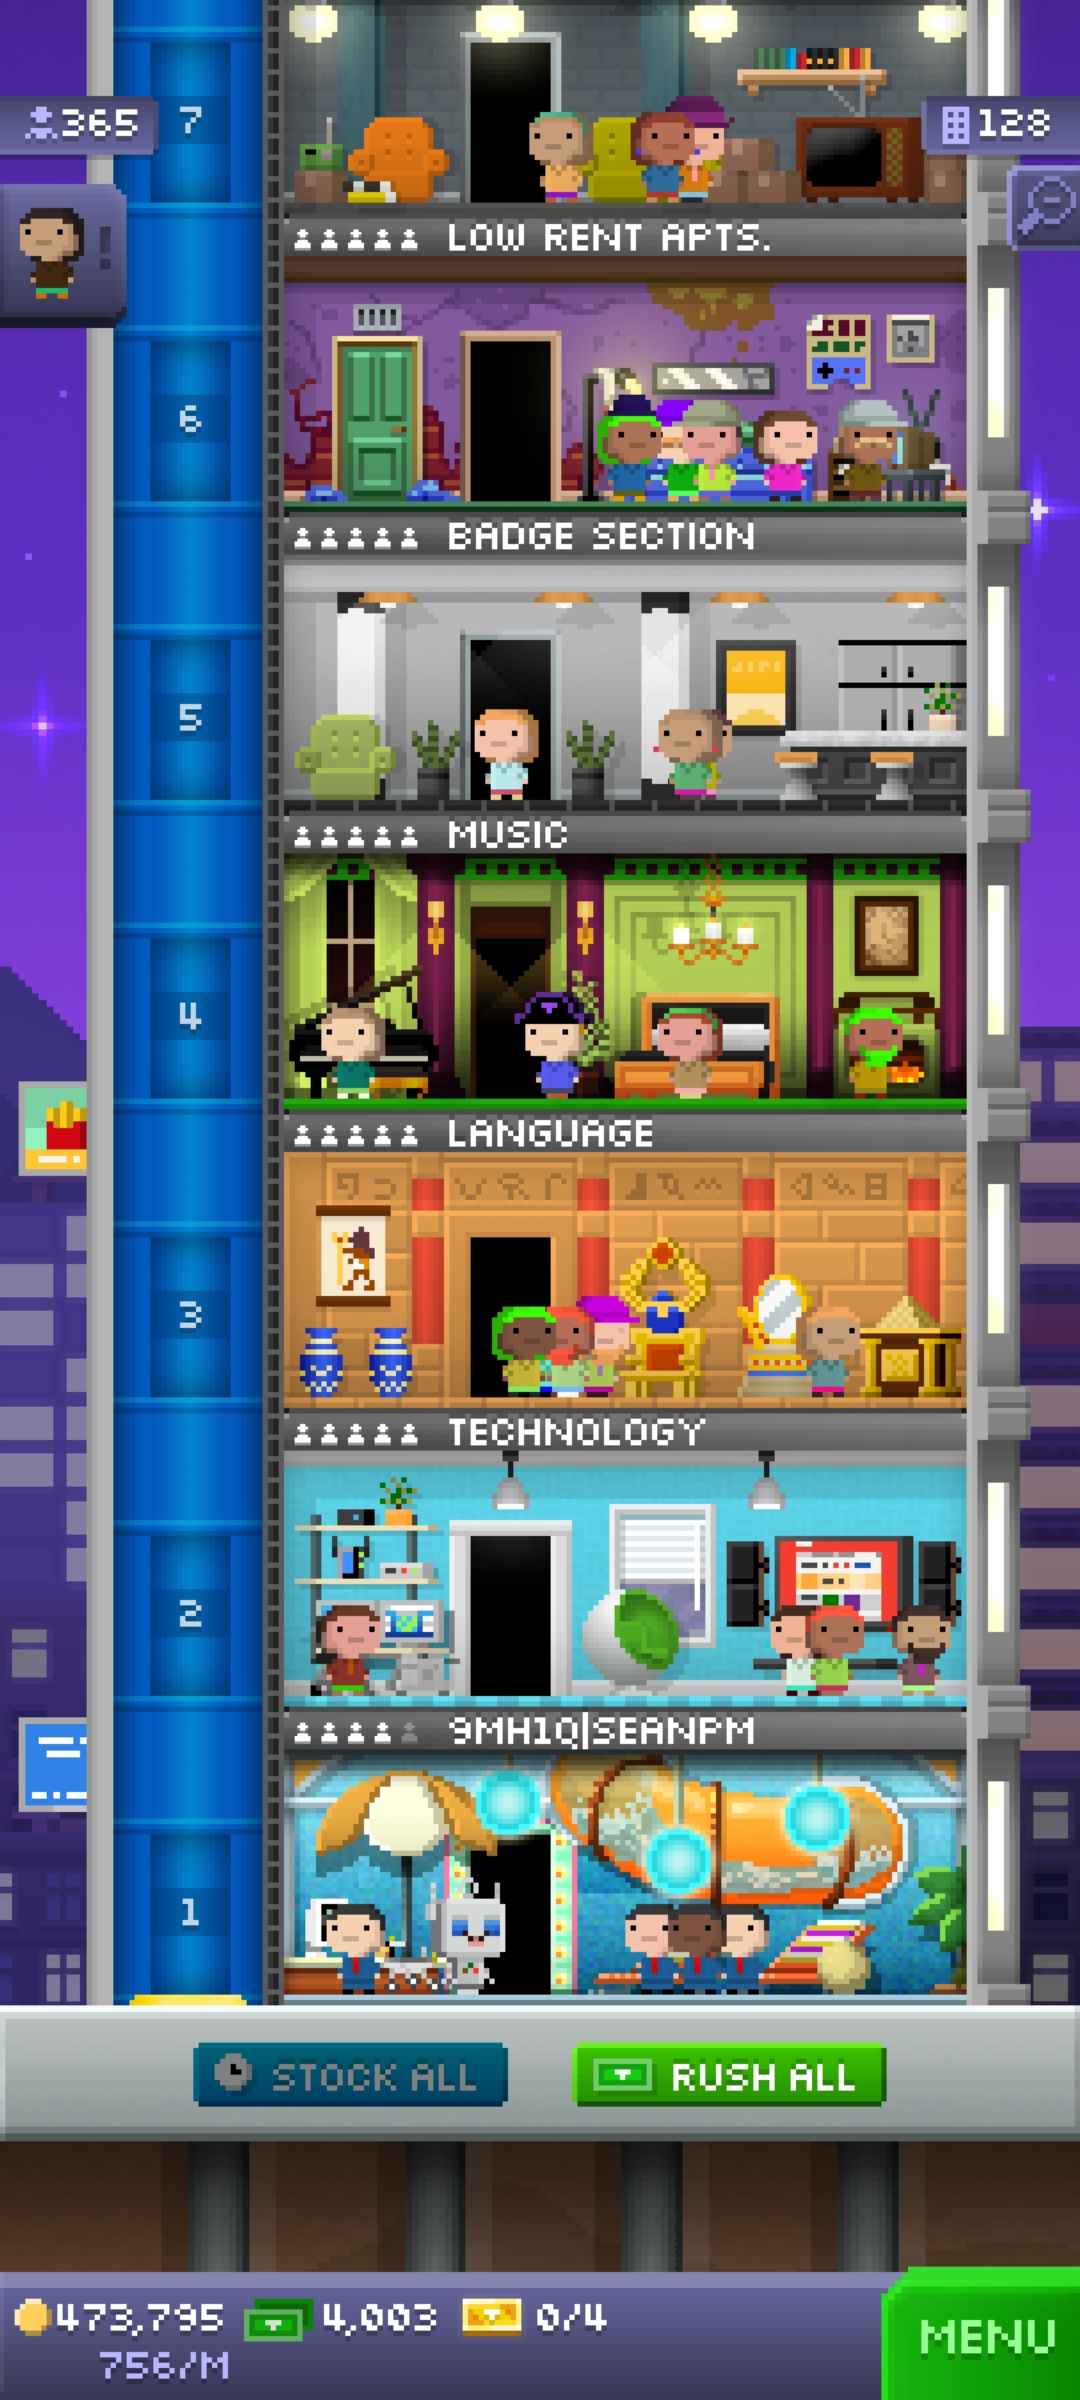 7
365
128
LOW RENT APTS.
6
BADGE SECTION
5
MUSIC
4
LANGUAGE
3
TECHNOLOGY
2
9MH1Q|SEANPM
1
STOCK ALL
RUSH ALL
473,795
4,003
0/4
756/M
MENU